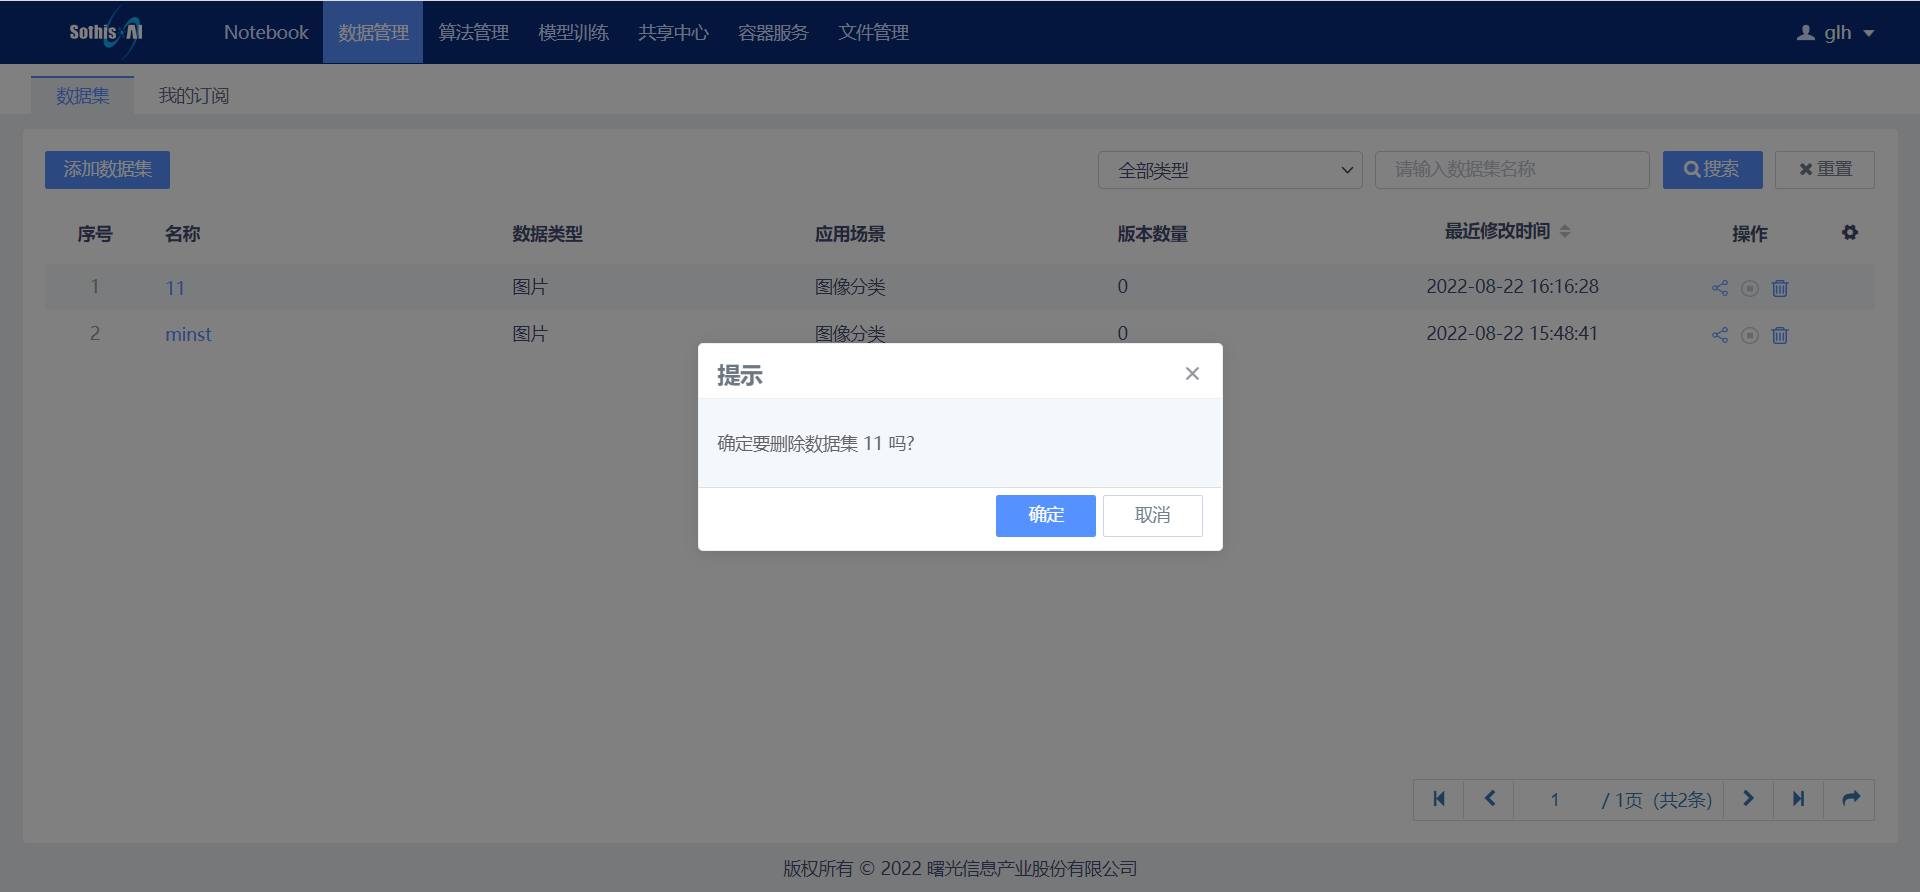 Sothis AI Notebook 数据管理 算法管理 模型训练 共享中心 容器服务 文件管理 glh
数据集 我的订阅
添加数据集 全部类型 请输入数据集名称 搜索 重置
序号 名称 数据类型 应用场景 版本数量 最近修改时间 操作
1 11 图片 图像分类 0 2022-08-22 16:16:28
2 minst 图片 图像分类 0 2022-08-22 15:48:41
提示
确定要删除数据集 11 吗?
确定 取消
1 / 1页 (共2条)
版权所有 © 2022 曙光信息产业股份有限公司